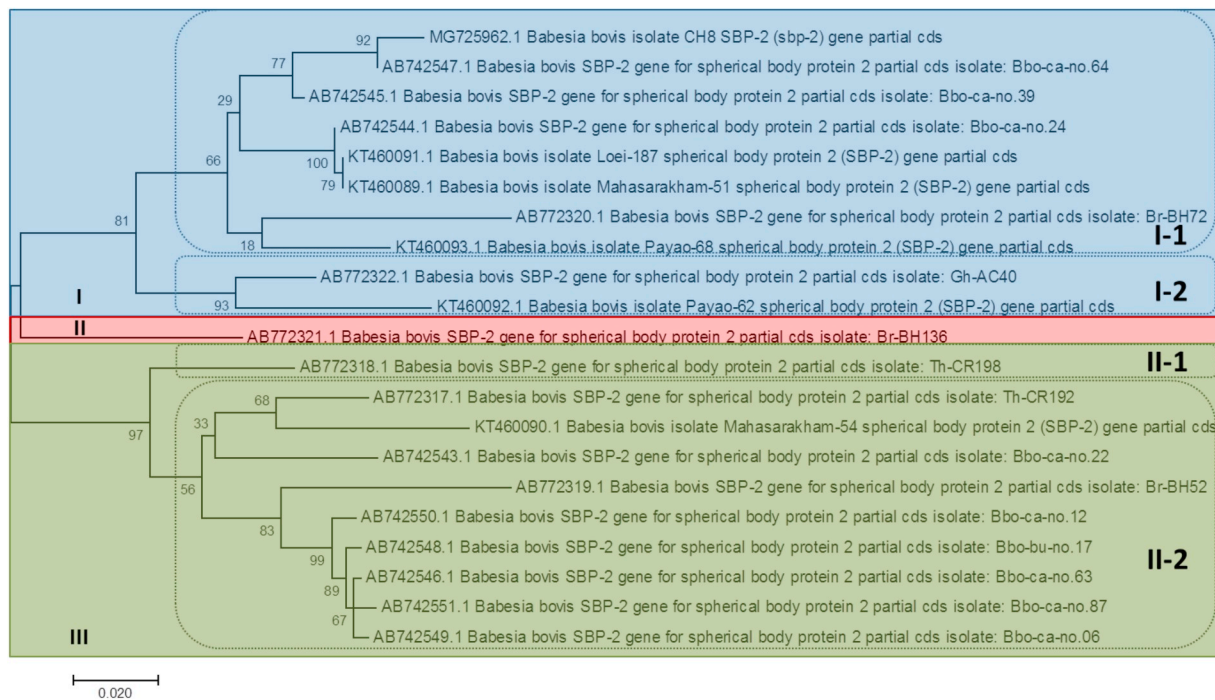 92
MG725962.1 Babesia bovis isolate CH8 SBP-2 (sbp-2) gene partial cds
77
AB742547.1 Babesia bovis SBP-2 gene for spherical body protein 2 partial cds isolate: Bbo-ca-no.64
29
AB742545.1 Babesia bovis SBP-2 gene for spherical body protein 2 partial cds isolate: Bbo-ca-no.39
AB742544.1 Babesia bovis SBP-2 gene for spherical body protein 2 partial cds isolate: Bbo-ca-no.24
66
100
KT460091.1 Babesia bovis isolate Loei-187 spherical body protein 2 (SBP-2) gene partial cds
79
KT460089.1 Babesia bovis isolate Mahasarakham-51 spherical body protein 2 (SBP-2) gene partial cds
81
AB772320.1 Babesia bovis SBP-2 gene for spherical body protein 2 partial cds isolate: Br-BH72
I-1
18
KT460093.1 Babesia bovis isolate Payao-68 spherical body protein 2 (SBP-2) gene partial cds
AB772322.1 Babesia bovis SBP-2 gene for spherical body protein 2 partial cds isolate: Gh-AC40
I
I-2
93
KT460092.1 Babesia bovis isolate Payao-62 spherical body protein 2 (SBP-2) gene partial cds
II
AB772321.1 Babesia bovis SBP-2 gene for spherical body protein 2 partial cds isolate: Br-BH136
II-1
AB772318.1 Babesia bovis SBP-2 gene for spherical body protein 2 partial cds isolate: Th-CR198
68
AB772317.1 Babesia bovis SBP-2 gene for spherical body protein 2 partial cds isolate: Th-CR192
33
97
KT460090.1 Babesia bovis isolate Mahasarakham-54 spherical body protein 2 (SBP-2) gene partial cds
AB742543.1 Babesia bovis SBP-2 gene for spherical body protein 2 partial cds isolate: Bbo-ca-no.22
56
AB772319.1 Babesia bovis SBP-2 gene for spherical body protein 2 partial cds isolate: Br-BH52
83
AB742550.1 Babesia bovis SBP-2 gene for spherical body protein 2 partial cds isolate: Bbo-ca-no.12
99
AB742548.1 Babesia bovis SBP-2 gene for spherical body protein 2 partial cds isolate: Bbo-bu-no.17
II-2
89
AB742546.1 Babesia bovis SBP-2 gene for spherical body protein 2 partial cds isolate: Bbo-ca-no.63
67
AB742551.1 Babesia bovis SBP-2 gene for spherical body protein 2 partial cds isolate: Bbo-ca-no.87
III
AB742549.1 Babesia bovis SBP-2 gene for spherical body protein 2 partial cds isolate: Bbo-ca-no.06
0.020